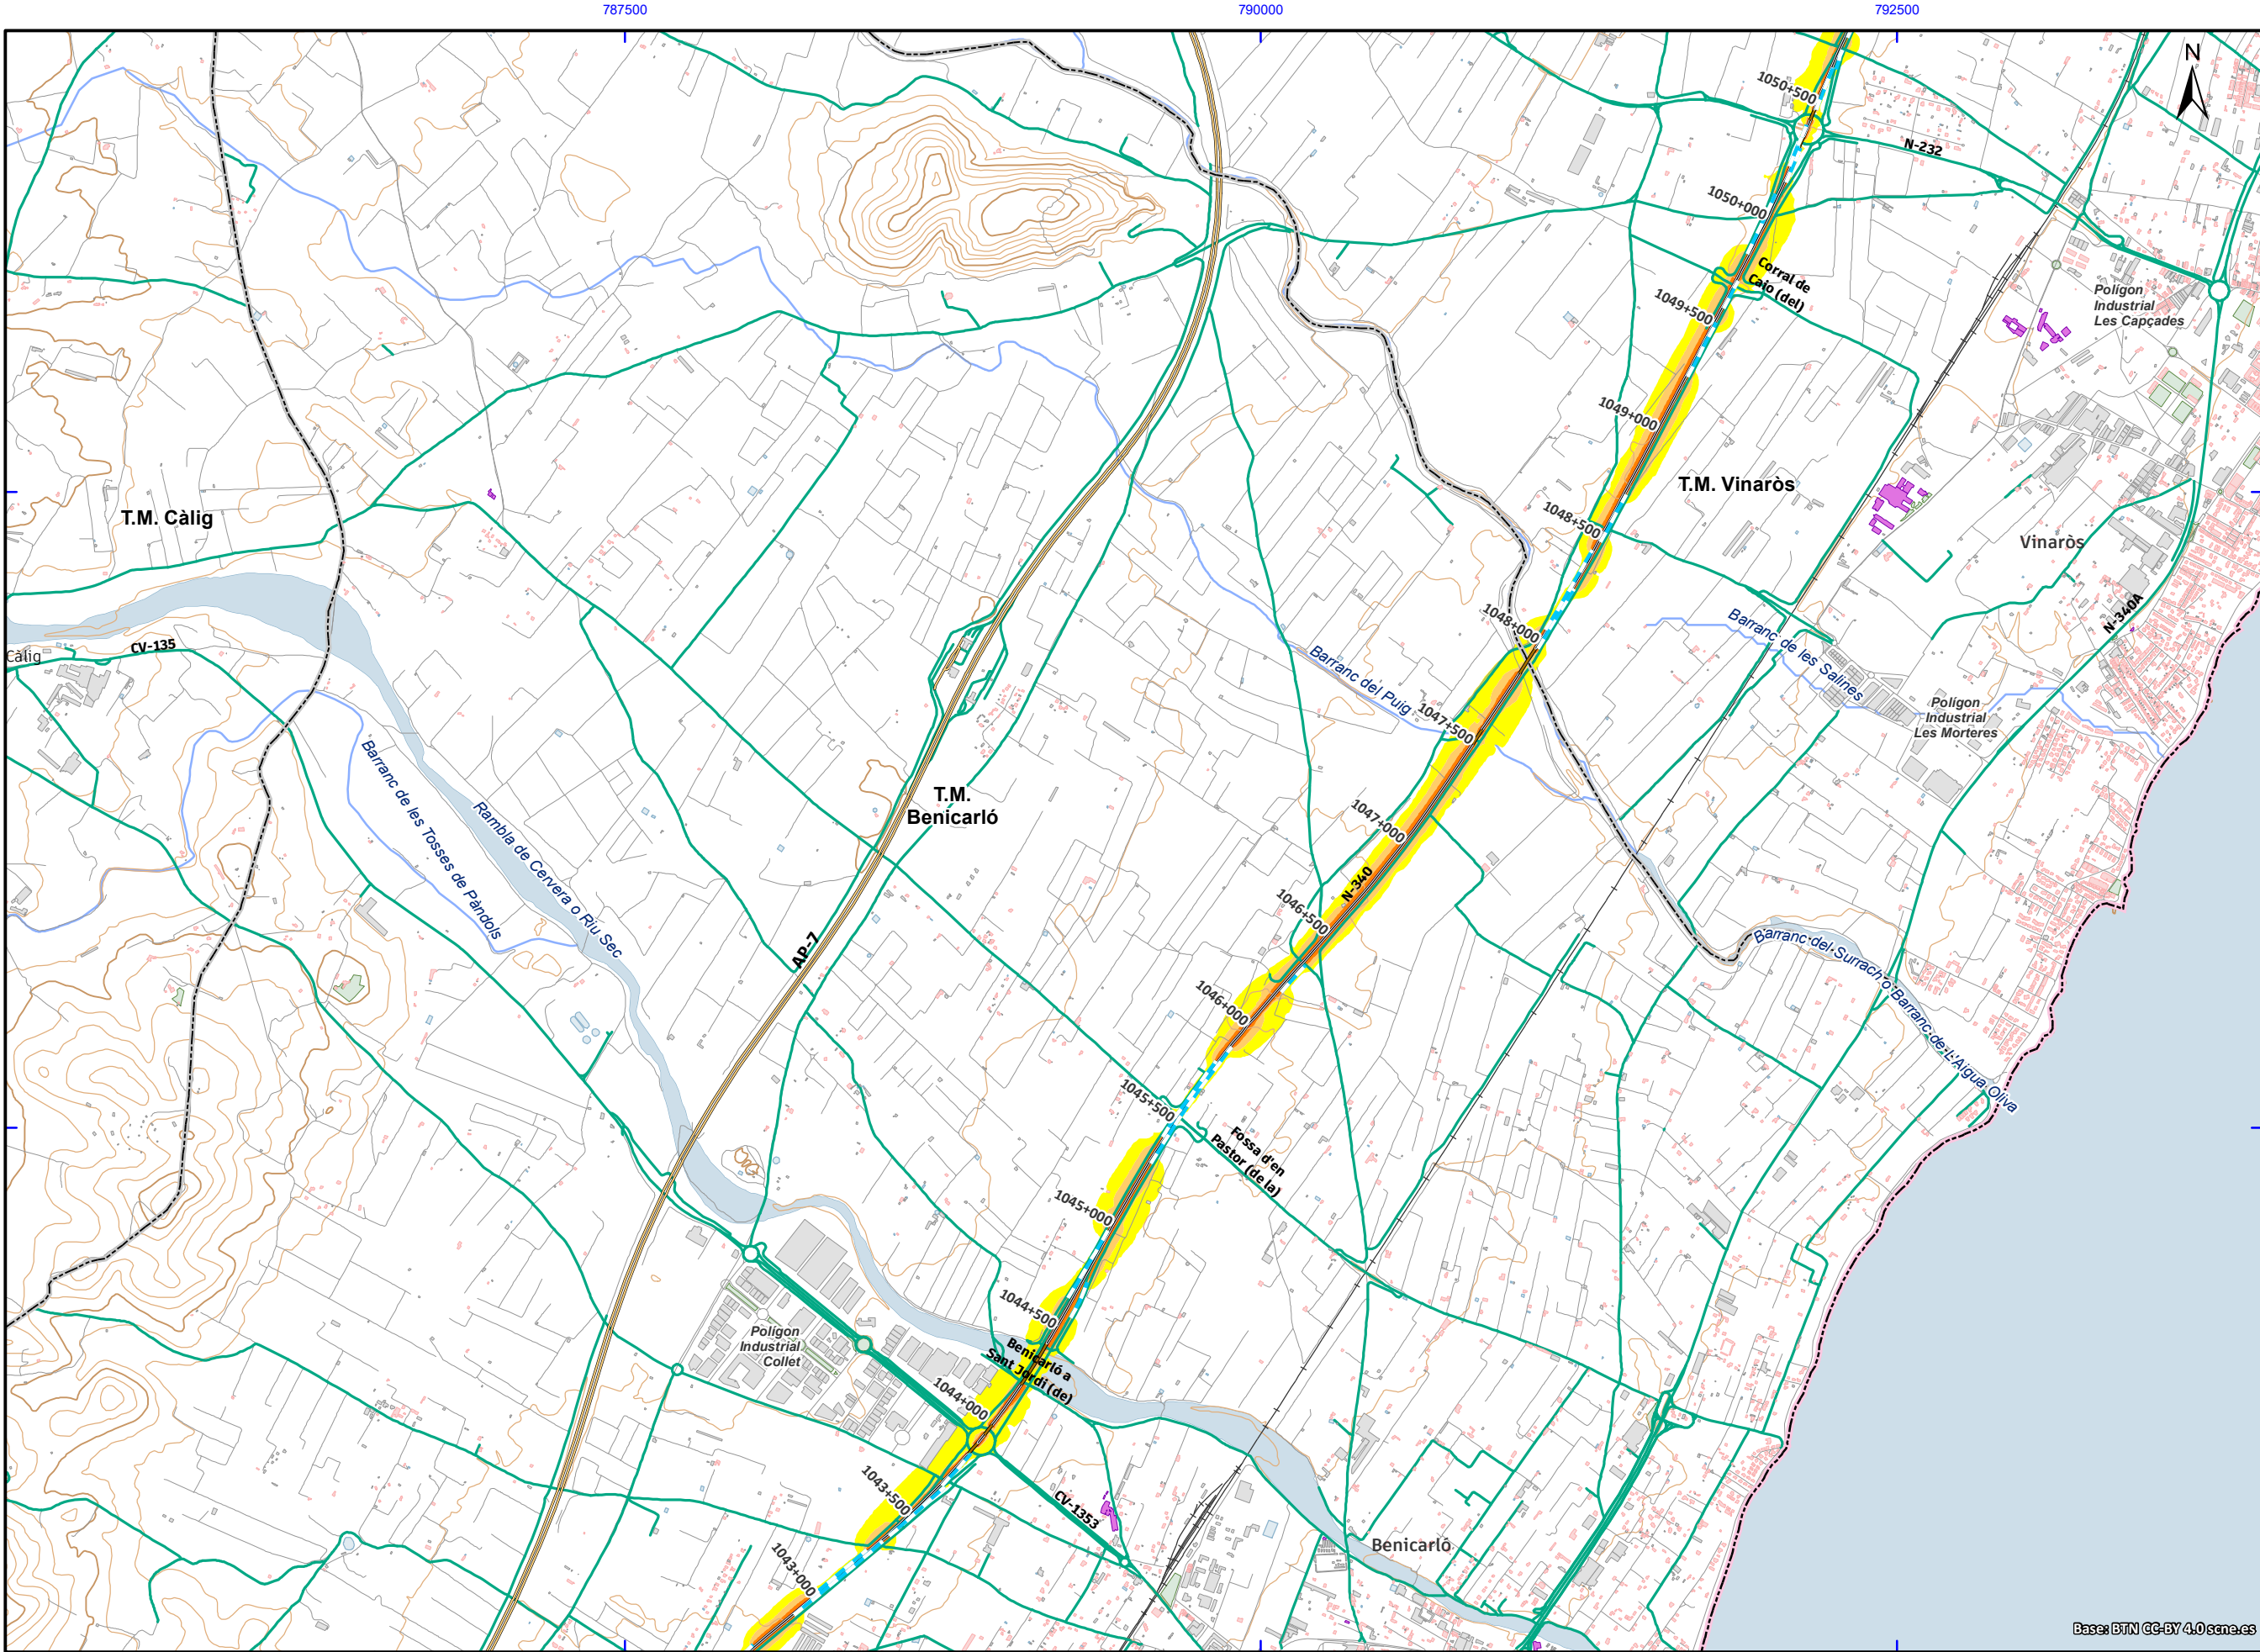 787500
790000
792500
N
1050+500
N-232
1050+000
Corral de
Caio (del)
1049+500
Polígon
Industrial
Les Capçades
1049+000
T.M. Vinaròs
T.M. Càlig
1048+500
Vinaròs
N-340A
1048+000
Barranc de les Salines
CV-135
Càlig
Barranc del Puig
1047+500
Polígon
Industrial
Les Morteres
Barranc de les Tosses de Pàndols
Rambla de Cervera o Riu Sec
T.M.
Benicarló
1047+000
N-340
1046+500
AP-7
Barranc del Surrach o Barranc de L'Aigua Oliva
1046+000
1045+500
Fossa d'en
Pastor (de la)
1045+000
1044+500
Polígon
Industrial
Collet
Benicarló a
Sant Jordi (de)
1044+000
1043+500
CV-1353
Benicarló
1043+000
Base: BTN CC-BY 4.0 scne.es